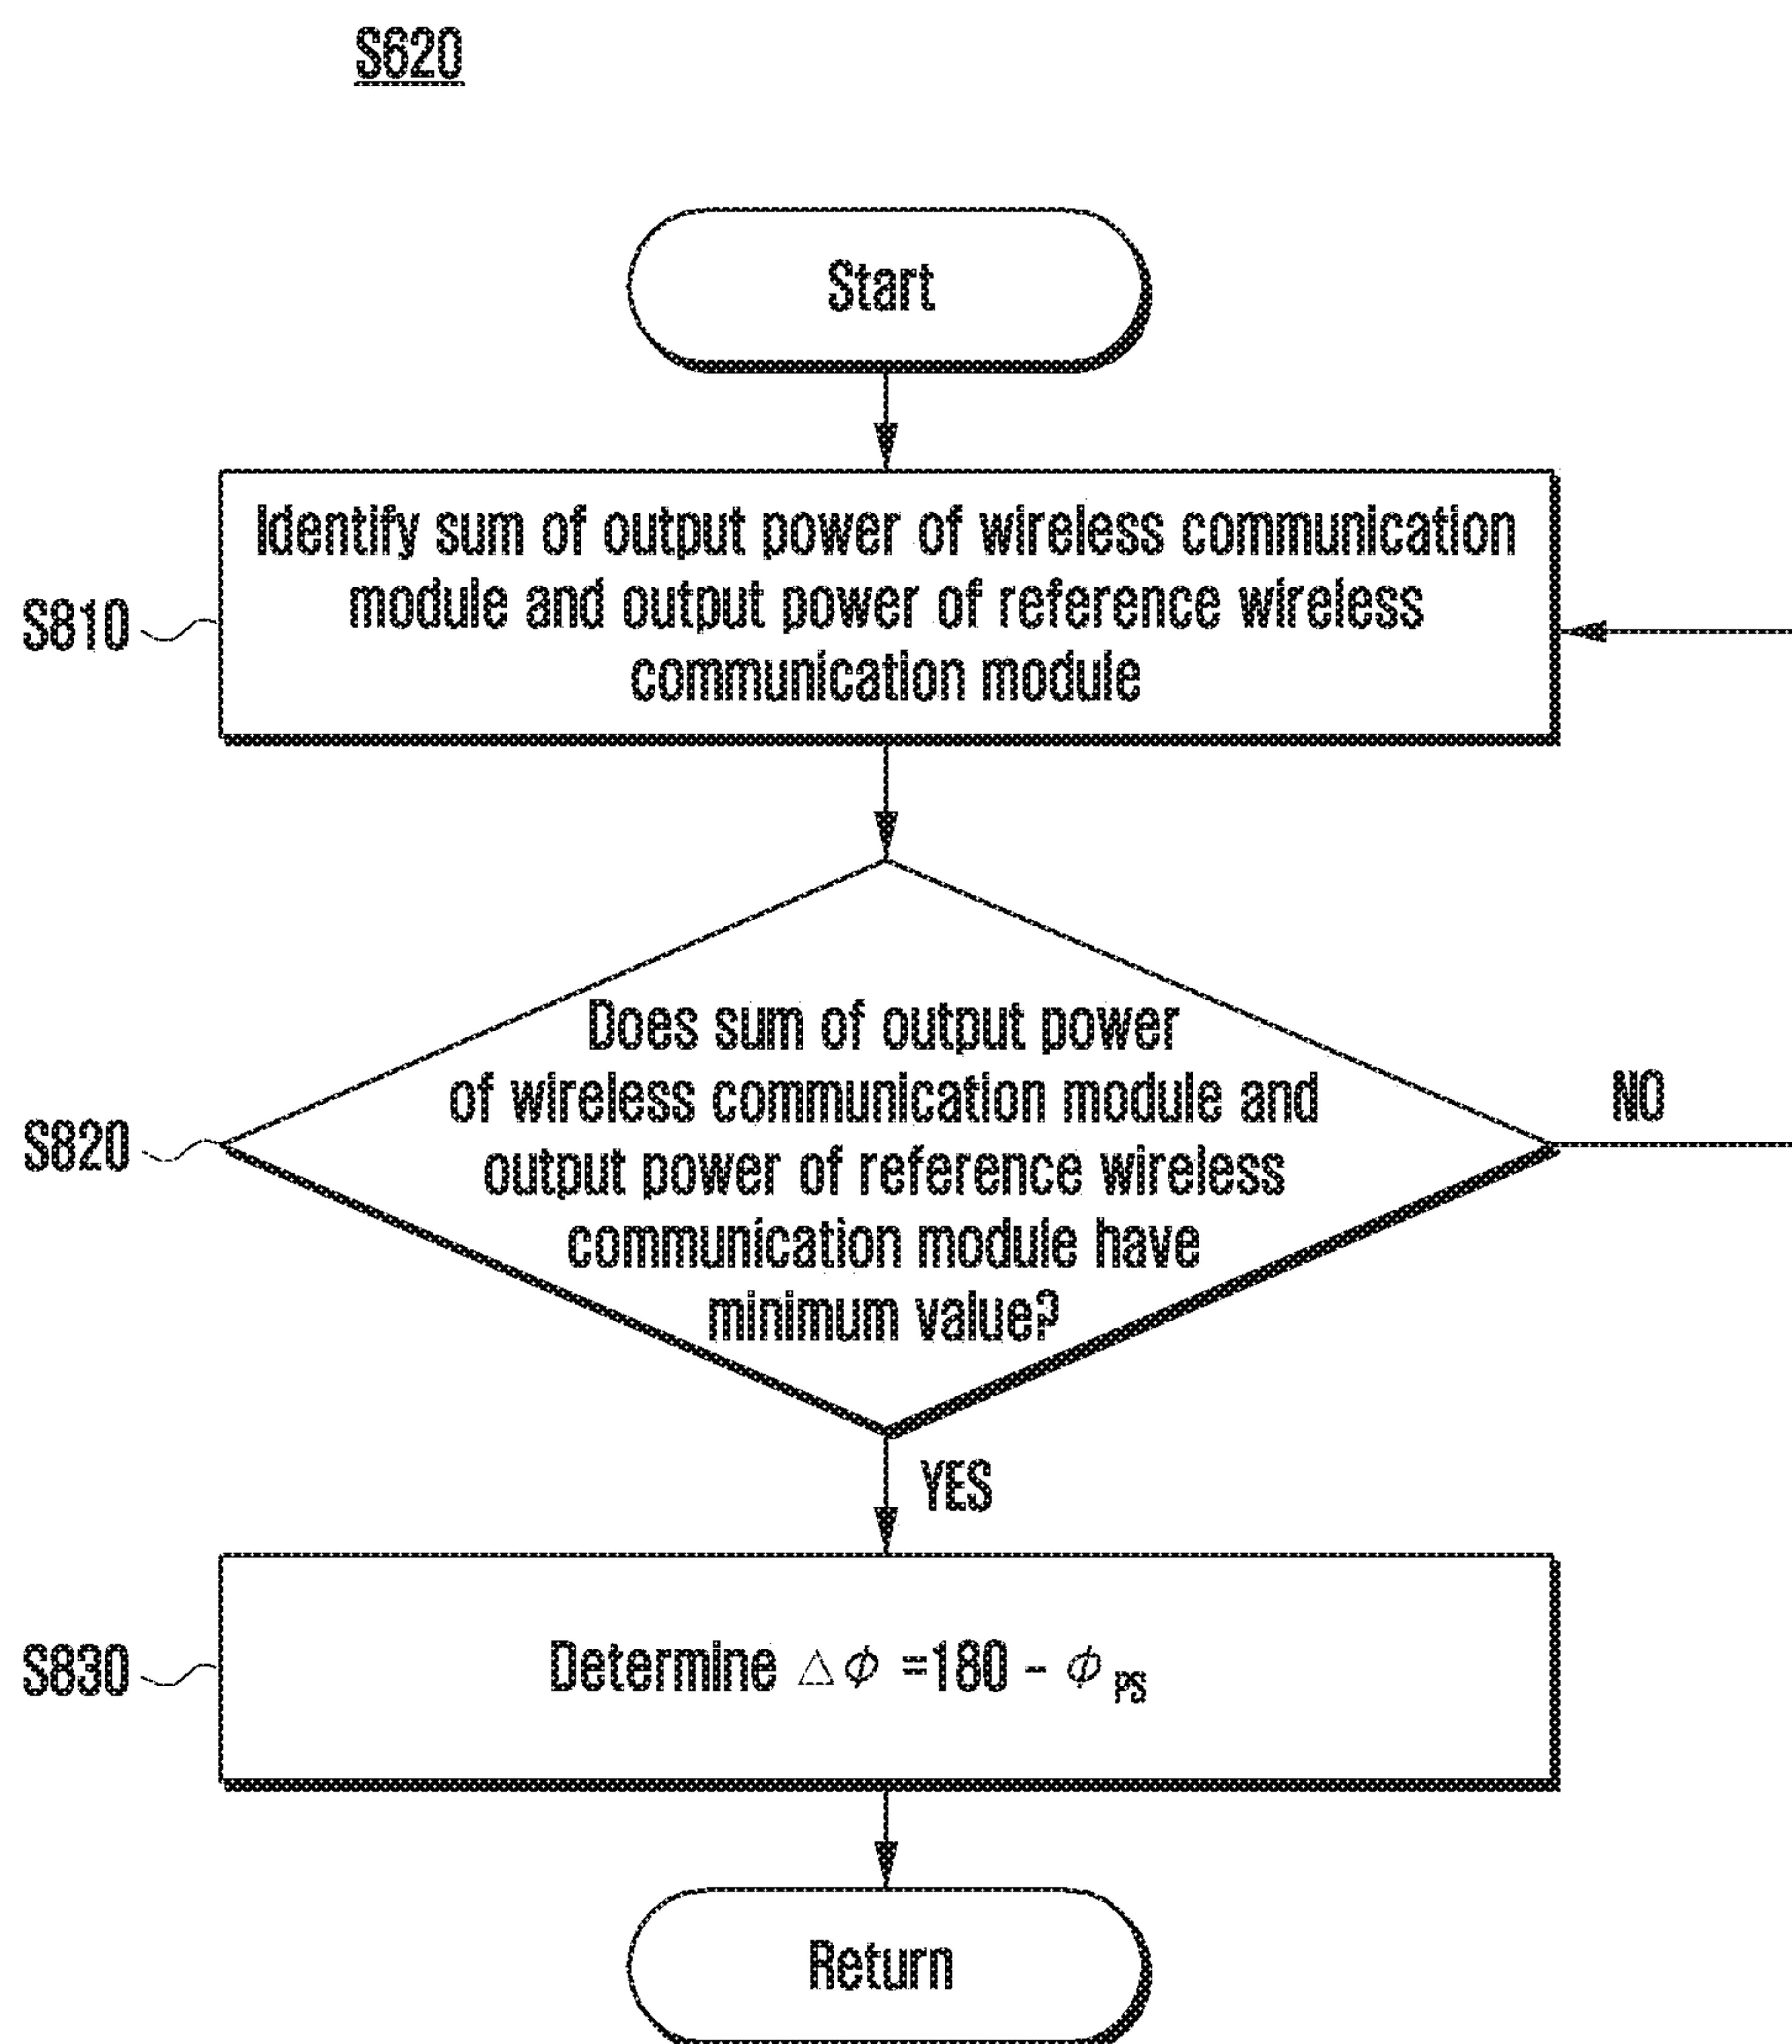 S620
Start
S810
Identify sum of output power of wireless communication
module and output power of reference wireless
communication module
S820
Does sum of output power
of wireless communication module and
output power of reference wireless
communication module have
minimum value?
NO
YES
S830
Determine △ϕ =180 - ϕ PS
Return